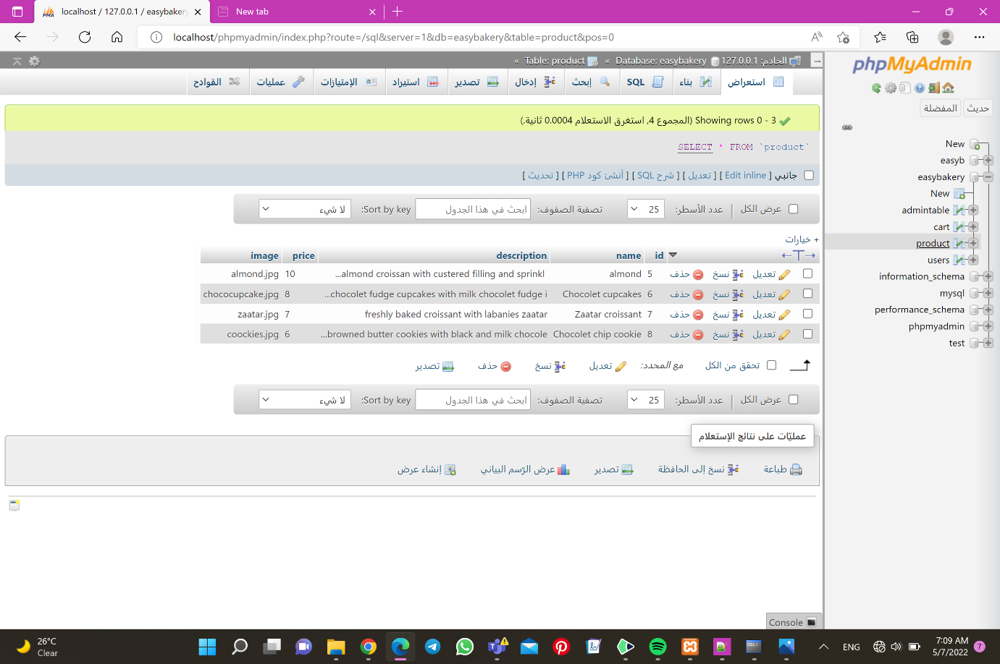 localhost / 127.0.0.1 / easybaker
New tab
localhost/phpmyadmin/index.php?route=/sql&server=1&db=easybakery&table=product&pos=0
الخادم: 127.0.0.1 » Database: easybakery » Table: product
استعراض بناء SQL إبحث إدخال تصدير استيراد الإمتيازات عمليات القوادح
Showing rows 0 - 3 (المجموع 4, استغرق الاستعلام 0.0004 ثانية.)
SELECT * FROM `product`
جانبي [ Edit inline ] [ تعديل ] [ شرح SQL ] [ أنشئ كود PHP ] [ تحديث ]
عرض الكل | عدد الأسطر: 25 تصفية الصفوف: ابحث في هذا الجدول Sort by key: لا شيء
+ خيارات
←T→ id name description price image
تعديل نسخ حذف 5 almond almond croissan with custered filling and sprinkl... 10 almond.jpg
تعديل نسخ حذف 6 Chocolet cupcakes chocolet fudge cupcakes with milk chocolet fudge i... 8 chococupcake.jpg
تعديل نسخ حذف 7 Zaatar croissant freshly baked croissant with labanies zaatar 7 zaatar.jpg
تعديل نسخ حذف 8 Chocolet chip cookie browned butter cookies with black and milk chocole... 6 coockies.jpg
تحقق من الكل مع المحدد: تعديل نسخ حذف تصدير
عرض الكل | عدد الأسطر: 25 تصفية الصفوف: ابحث في هذا الجدول Sort by key: لا شيء
عمليّات على نتائج الإستعلام
طباعة نسخ إلى الحافظة تصدير عرض الرّسم البياني إنشاء عرض
Console
phpMyAdmin
حديث المفضلة
New
easyb
easybakery
New
admintable
cart
product
users
information_schema
mysql
performance_schema
phpmyadmin
test
26°C
Clear
ENG
7:09 AM
5/7/2022
7